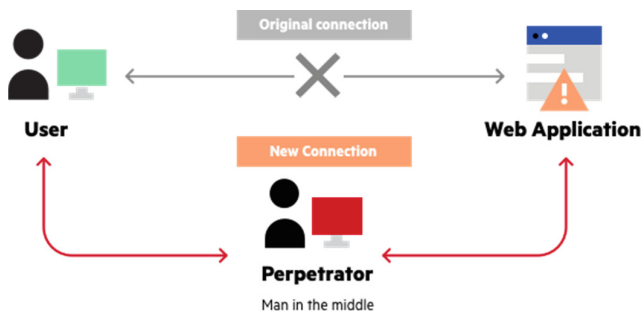 Original connection
User
Web Application
New Connection
Perpetrator
Man in the middle